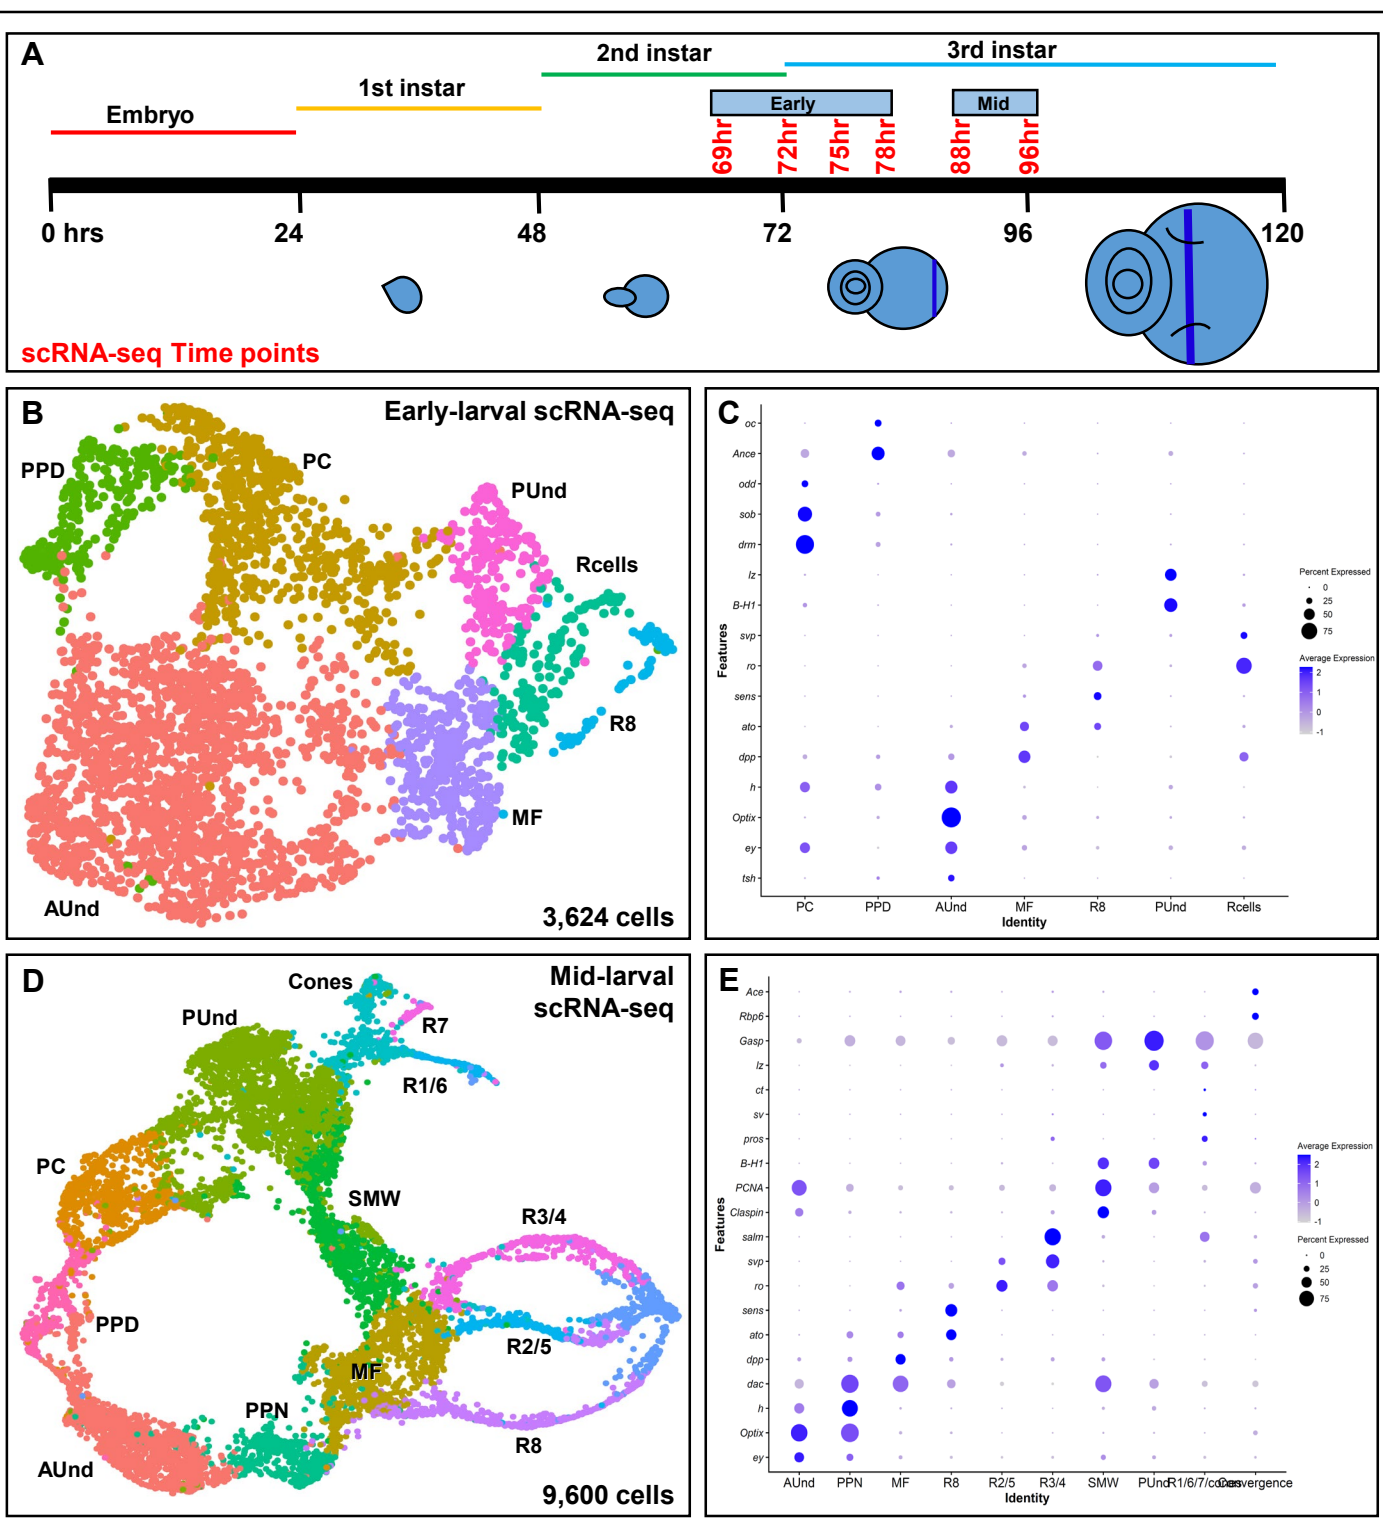 A
Embryo
1st instar
2nd instar
3rd instar
Early
Mid
69hr
72hr
75hr
78hr
88hr
96hr
0 hrs
24
48
72
96
120
scRNA-seq Time points
B
Early-larval scRNA-seq
PPD
PC
PUnd
Rcells
R8
MF
AUnd
3,624 cells
C
Features
oc
Ance
odd
sob
drm
lz
B-H1
svp
ro
sens
ato
dpp
h
Optix
ey
tsh
PC
PPD
AUnd
MF
R8
PUnd
Rcells
Identity
Percent Expressed
0
25
50
75
Average Expression
2
1
0
-1
D
Mid-larval
scRNA-seq
Cones
R7
PUnd
R1/6
PC
SMW
R3/4
PPD
R2/5
MF
PPN
R8
AUnd
9,600 cells
E
Features
Ace
Rbp6
Gasp
lz
ct
sv
pros
B-H1
PCNA
Claspin
salm
svp
ro
sens
ato
dpp
dac
h
Optix
ey
AUnd
PPN
MF
R8
R2/5
R3/4
SMW
PUnd
R1/6/7/cones
Convergence
Identity
Average Expression
2
1
0
-1
Percent Expressed
0
25
50
75